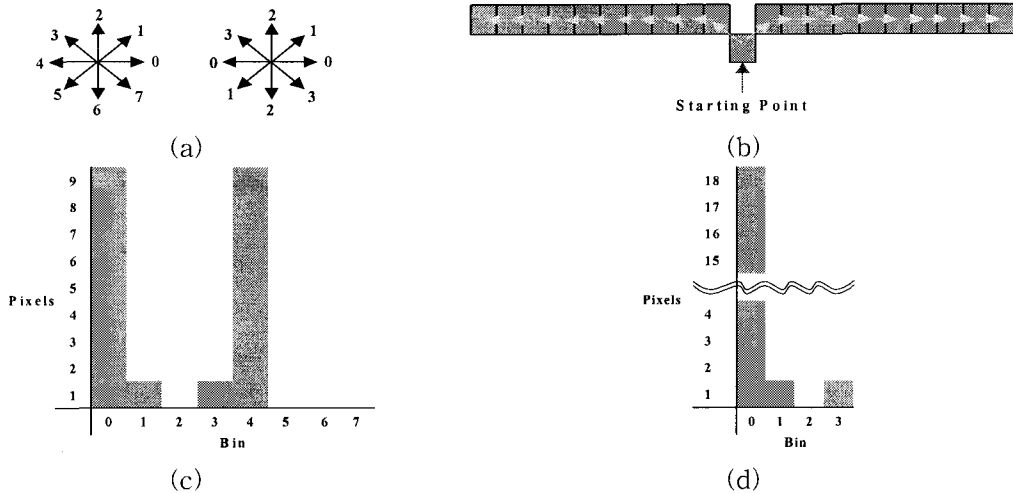 2 2
3 1 3 1
4 0 0 0
5 7 1 3
6 2
(a)
Starting Point
(b)
9
8
7
6
Pixels 5
4
3
2
1
0 1 2 3 4 5 6 7
Bin
(c)
18
17
16
15
Pixels
4
3
2
1
0 1 2 3
Bin
(d)